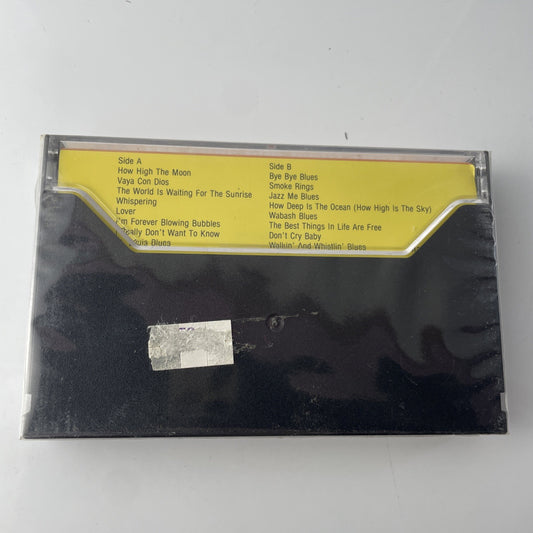 Side A
How High The Moon
Vaya Con Dios
The World Is Waiting For The Sunrise
Whispering
Lover
I'm Forever Blowing Bubbles
Really Don't Want To Know
Louis Blues
Side B
Bye Bye Blues
Smoke Rings
Jazz Me Blues
How Deep Is The Ocean (How High Is The Sky)
Wabash Blues
The Best Things In Life Are Free
Don't Cry Baby
Walkin' And Whistlin' Blues